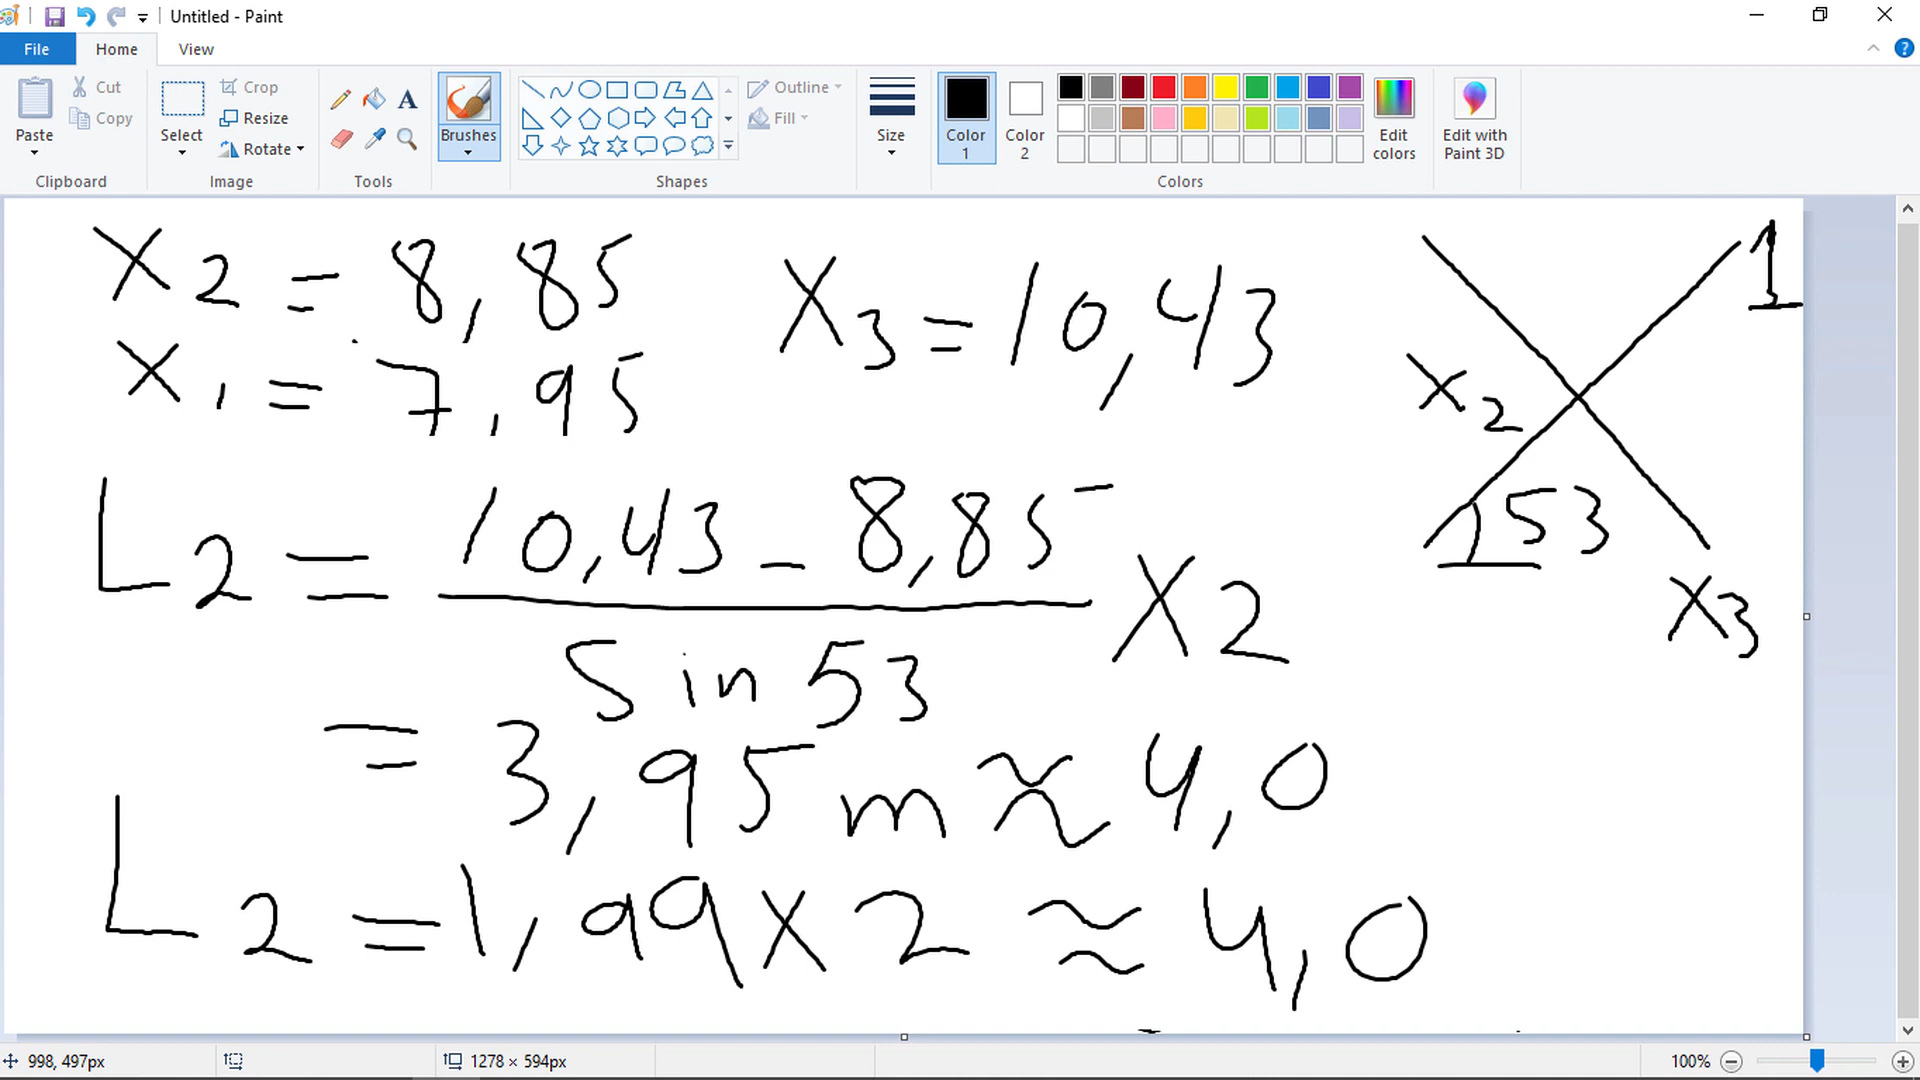 Untitled - Paint
File Home View
Paste
Cut
Copy
Clipboard
Select
Crop
Resize
Rotate
Image
A
Tools
Brushes
Shapes
Outline
Fill
Size
Color 1
Color 2
Edit colors
Colors
Edit with Paint 3D
X2 = 8,85
X3 = 10,43
1
X1 = 7,95
X2
53
X3
L2 = 10,43 - 8,85 X 2
Sin 53
= 3,95 m ≈ 4,0
L2 = 1,99 X 2 ≈ 4,0
998, 497px
1278 × 594px
100%